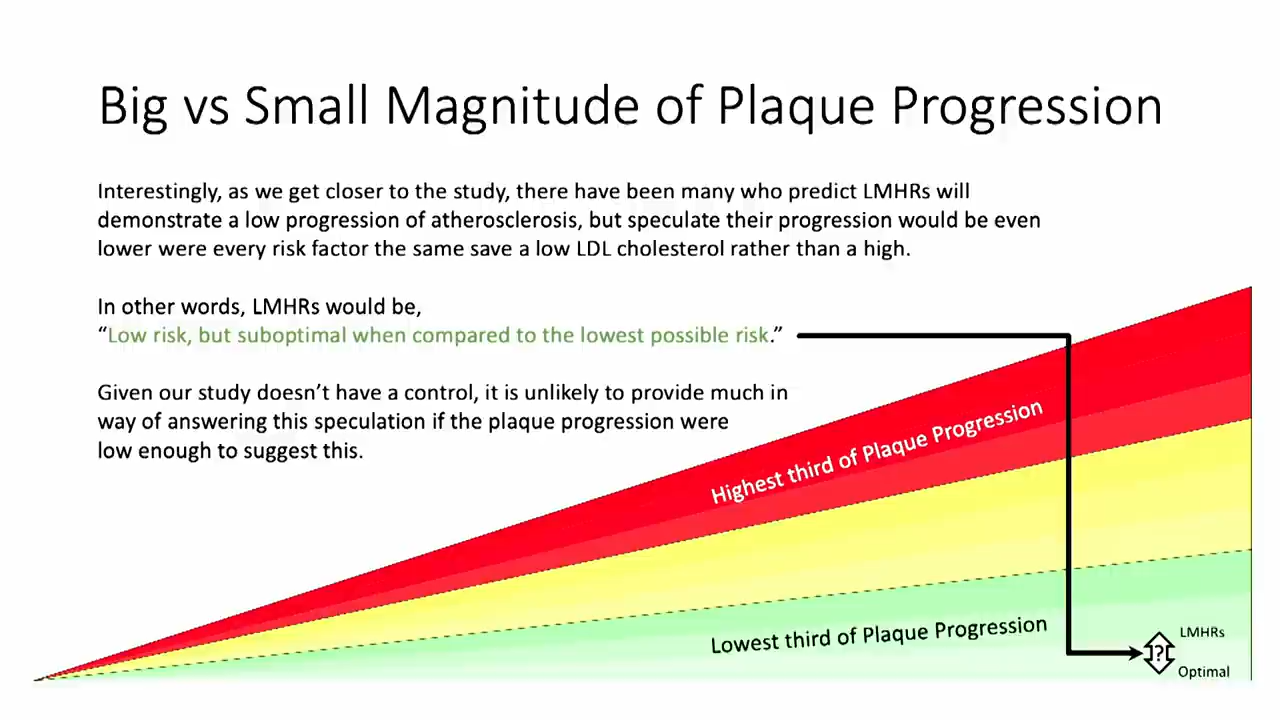 Big vs Small Magnitude of Plaque Progression
Interestingly, as we get closer to the study, there have been many who predict LMHRs will
demonstrate a low progression of atherosclerosis, but speculate their progression would be even
lower were every risk factor the same save a low LDL cholesterol rather than a high.
In other words, LMHRs would be,
“Low risk, but suboptimal when compared to the lowest possible risk.”
Given our study doesn’t have a control, it is unlikely to provide much in
way of answering this speculation if the plaque progression were
low enough to suggest this.
Highest third of Plaque Progression
Lowest third of Plaque Progression
LMHRs
?
Optimal